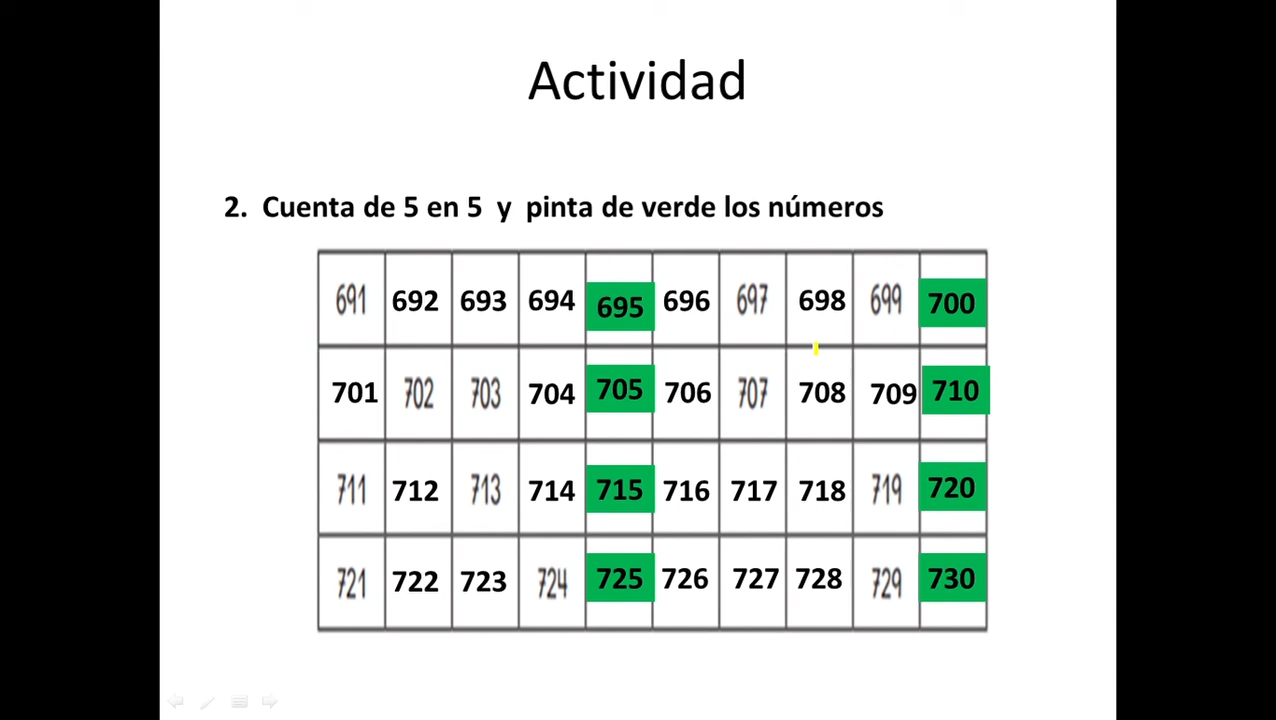 Actividad
2. Cuenta de 5 en 5 y pinta de verde los números
691 692 693 694 695 696 697 698 699 700
701 702 703 704 705 706 707 708 709 710
711 712 713 714 715 716 717 718 719 720
721 722 723 724 725 726 727 728 729 730